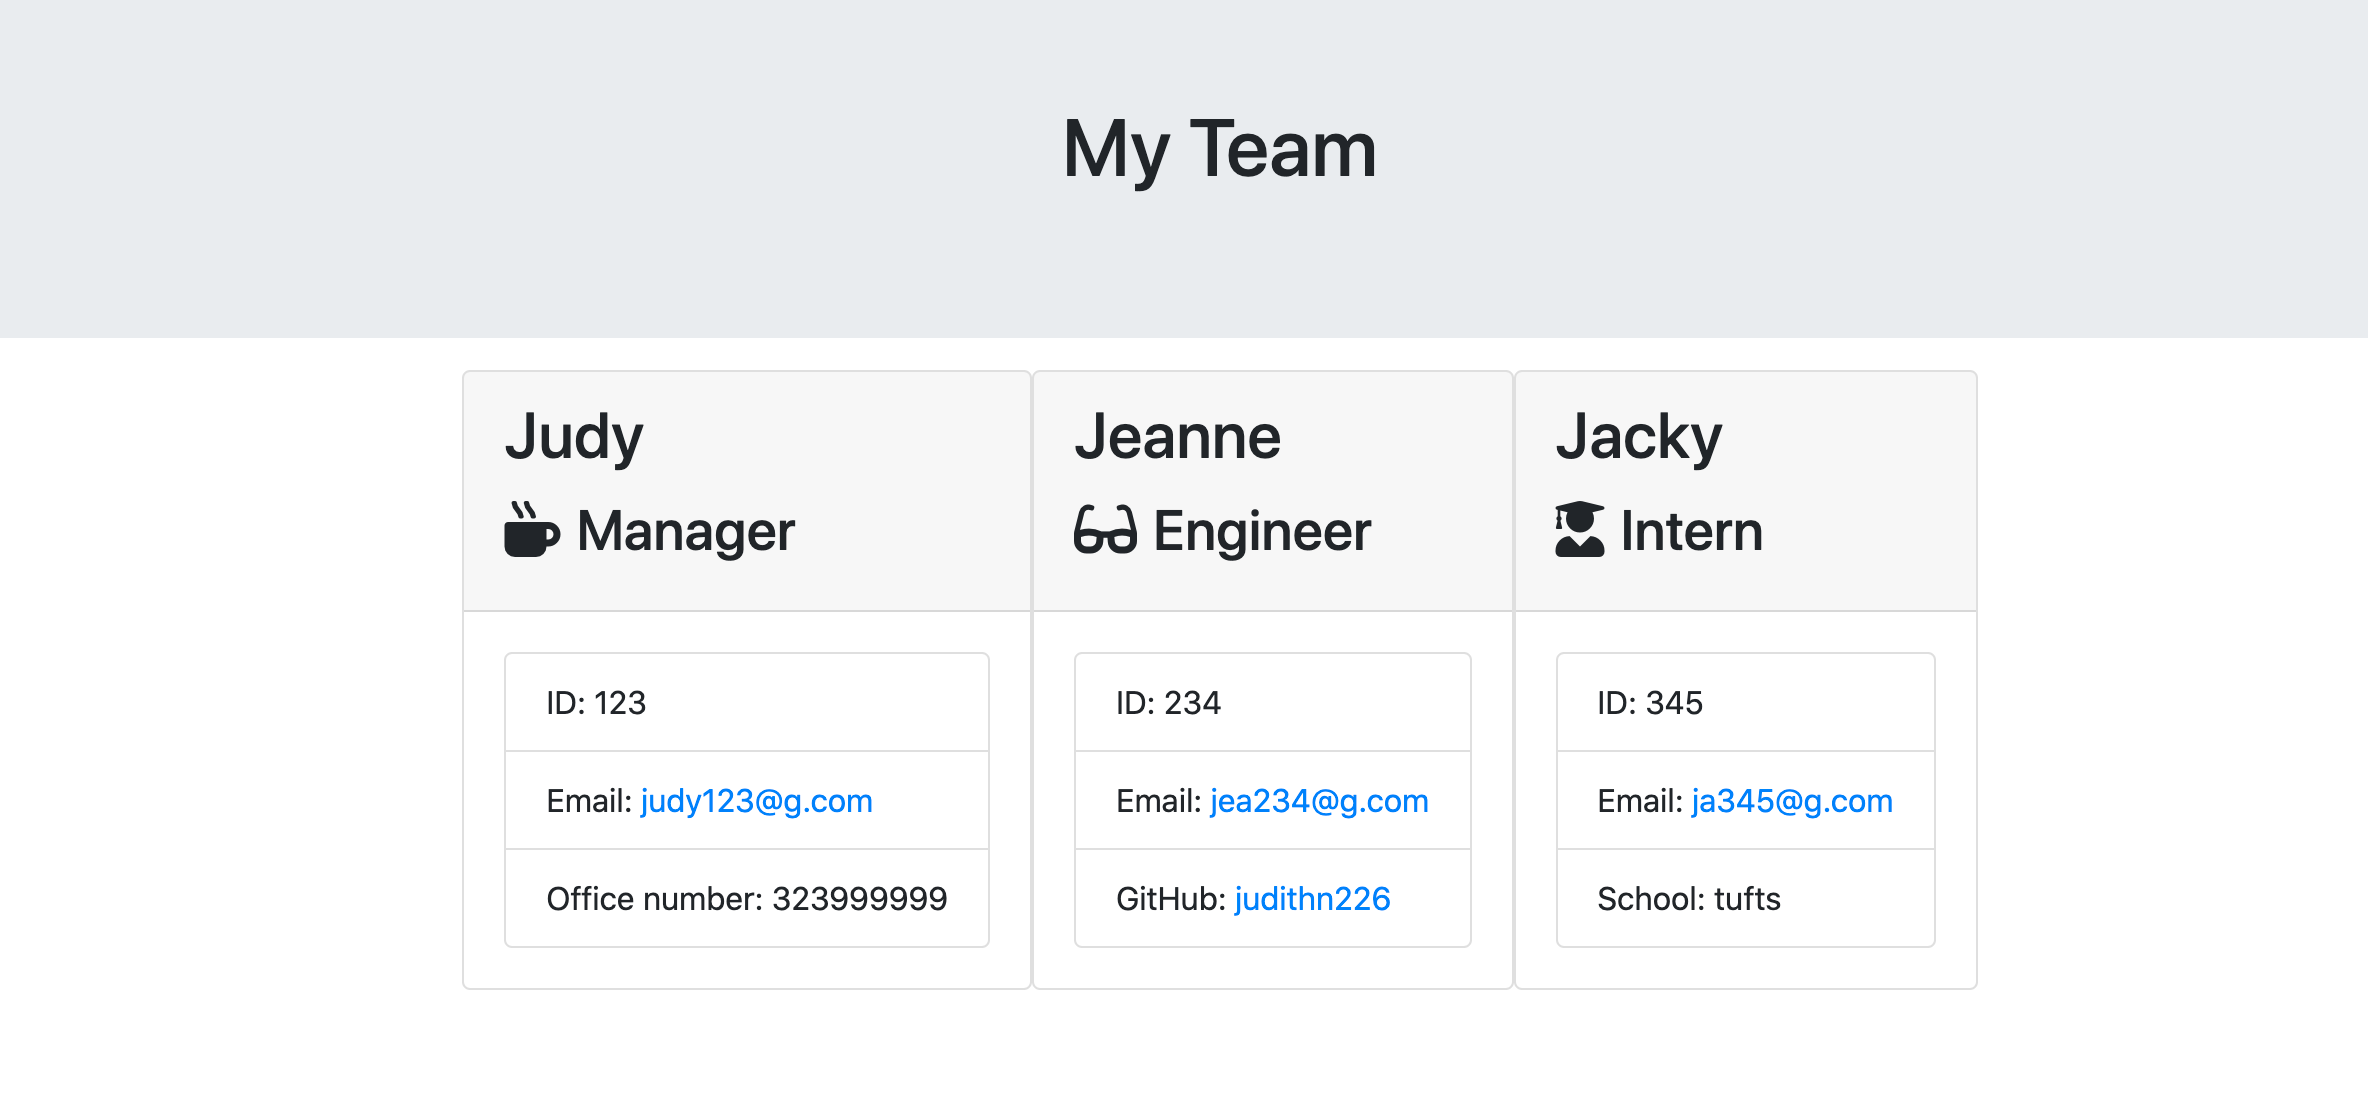 My Team
Judy
Manager
ID: 123
Email: judy123@g.com
Office number: 323999999
Jeanne
Engineer
ID: 234
Email: jea234@g.com
GitHub: judithn226
Jacky
Intern
ID: 345
Email: ja345@g.com
School: tufts